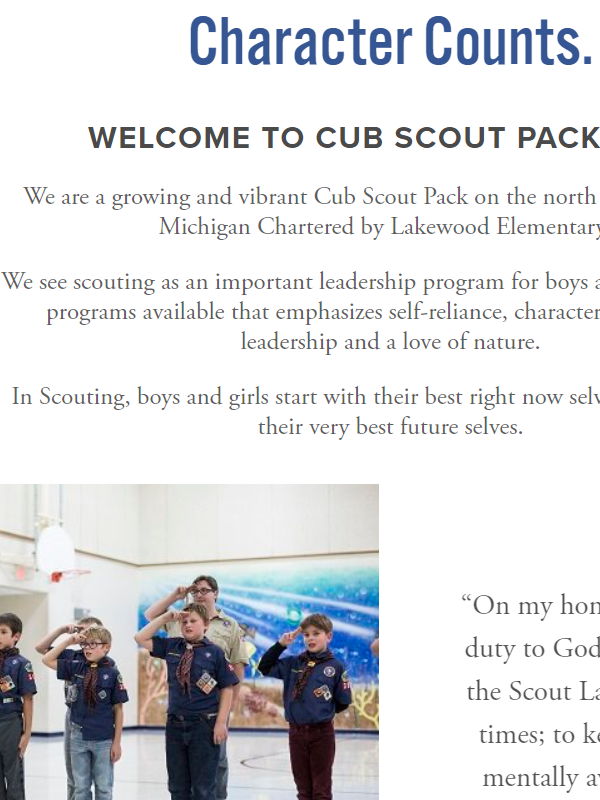 Character Counts.
WELCOME TO CUB SCOUT PACK
We are a growing and vibrant Cub Scout Pack on the north
Michigan Chartered by Lakewood Elementary
We see scouting as an important leadership program for boys a
programs available that emphasizes self-reliance, character
leadership and a love of nature.
In Scouting, boys and girls start with their best right now selv
their very best future selves.
“On my hon
duty to God
the Scout La
times; to ke
mentally aw